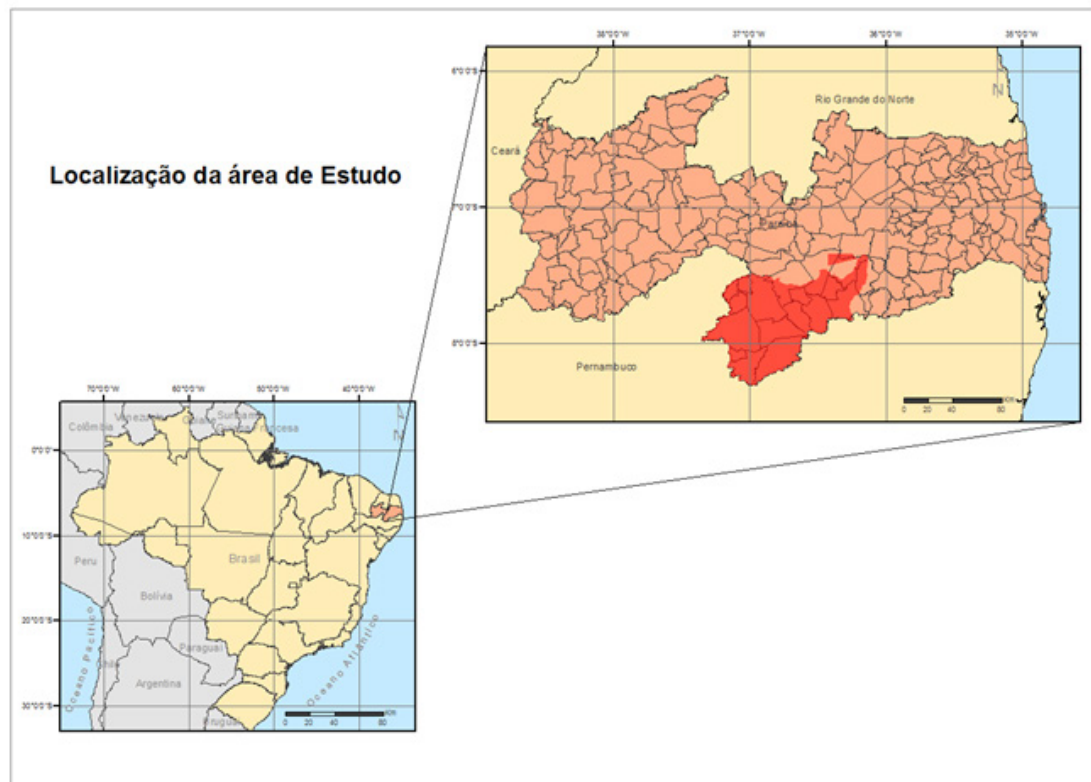 Localização da área de Estudo
38°0'0"W 37°0'0"W 36°0'0"W 35°0'0"W
6°0'0"S
N
Rio Grande do Norte
Ceará
7°0'0"S
Paraíba
8°0'0"S
Pernambuco
0 20 40 80
70°0'0"W 60°0'0"W 50°0'0"W 40°0'0"W
Colômbia
N
0°0'0"
10°0'0"S
Peru
Brasil
Bolívia
20°0'0"S
Paraguai
Oceano Pacífico
Chile
Argentina
Oceano Atlântico
30°0'0"S
Uruguai
0 20 40 80